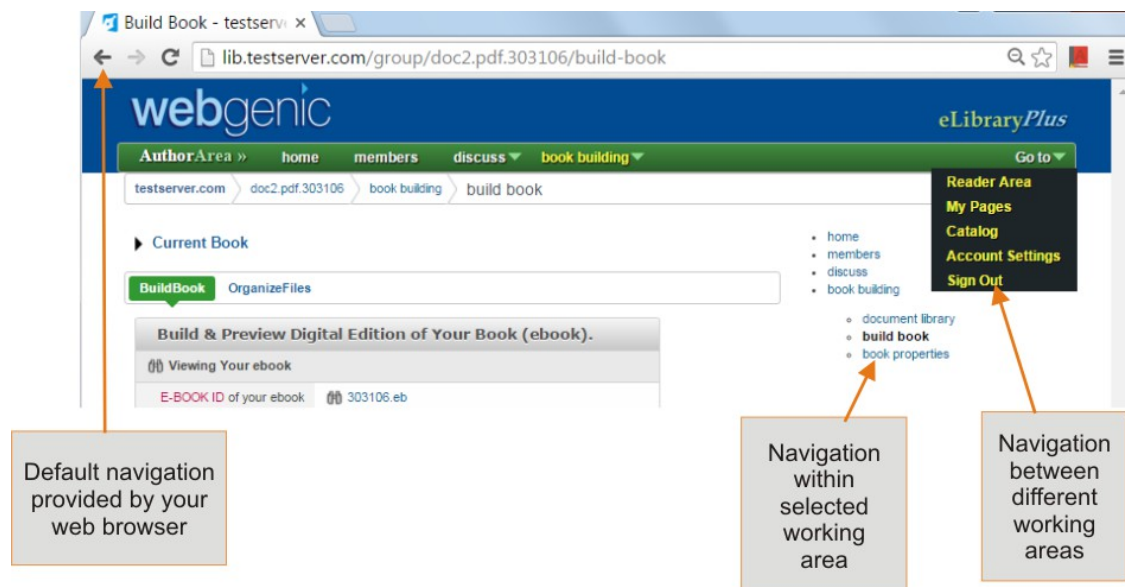 Build Book - testserv
lib.testserver.com/group/doc2.pdf.303106/build-book
webgenic
eLibraryPlus
AuthorArea » home members discuss book building Go to
testserver.com doc2.pdf.303106 book building build book
Reader Area
My Pages
Catalog
Account Settings
Sign Out
Current Book
home
members
discuss
book building
document library
build book
book properties
BuildBook OrganizeFiles
Build & Preview Digital Edition of Your Book (ebook).
Viewing Your ebook
E-BOOK ID of your ebook 303106.eb
Default navigation
provided by your
web browser
Navigation
within
selected
working
area
Navigation
between
different
working
areas